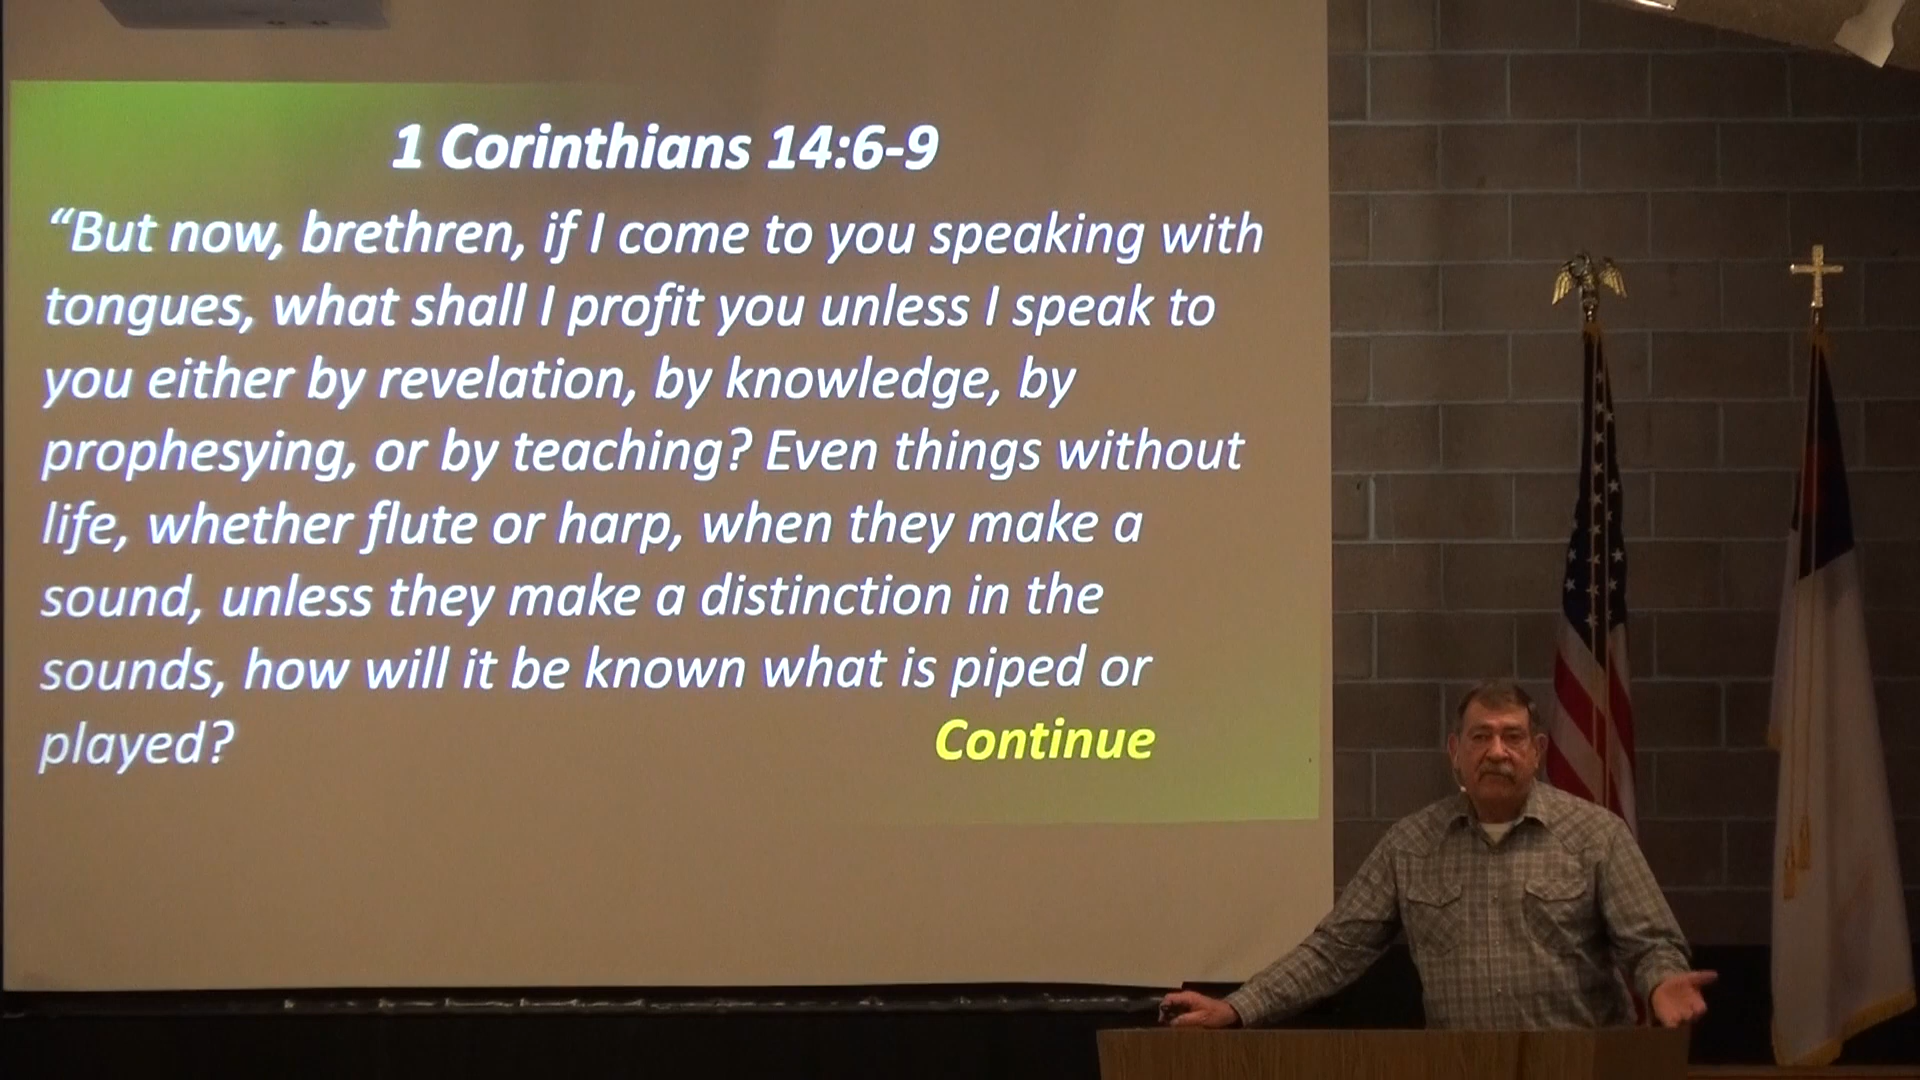 1 Corinthians 14:6-9
“But now, brethren, if I come to you speaking with
tongues, what shall I profit you unless I speak to
you either by revelation, by knowledge, by
prophesying, or by teaching? Even things without
life, whether flute or harp, when they make a
sound, unless they make a distinction in the
sounds, how will it be known what is piped or
played? Continue